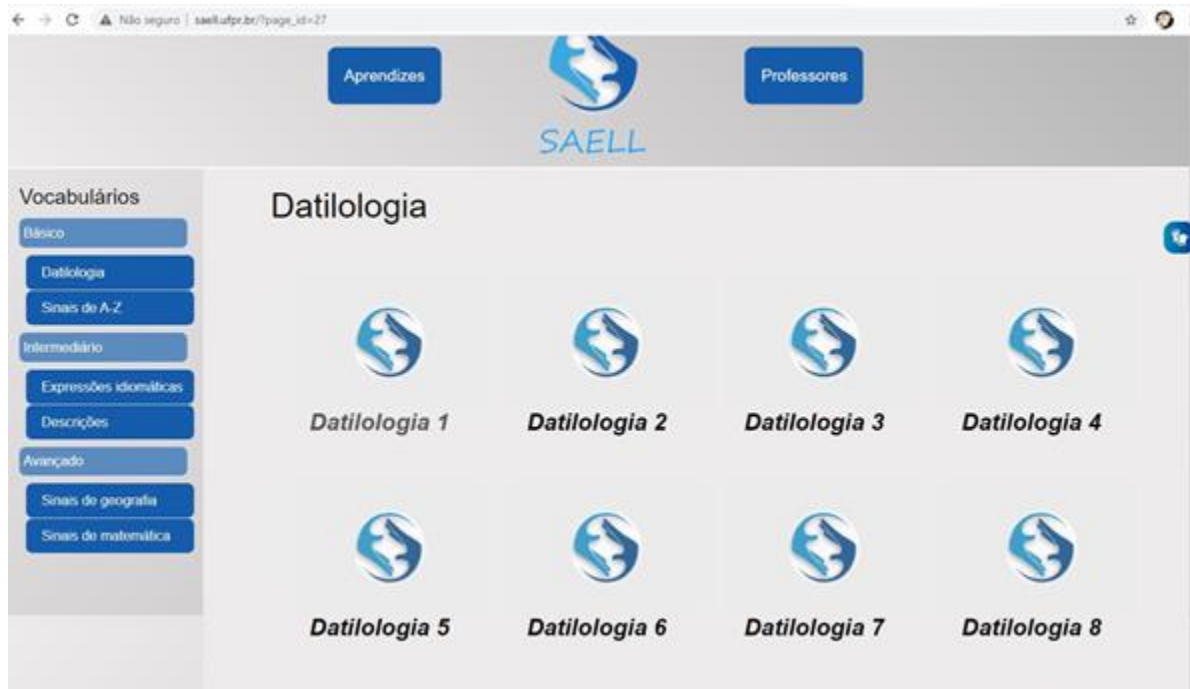 Não seguro | saell.ufpr.br/?page_id=27
Aprendizes
Professores
SAELL
Vocabulários
Básico
Datilologia
Sinais de A-Z
Intermediário
Expressões idiomáticas
Descrições
Avançado
Sinais de geografia
Sinais de matemática
Datilologia
Datilologia 1 Datilologia 2 Datilologia 3 Datilologia 4
Datilologia 5 Datilologia 6 Datilologia 7 Datilologia 8